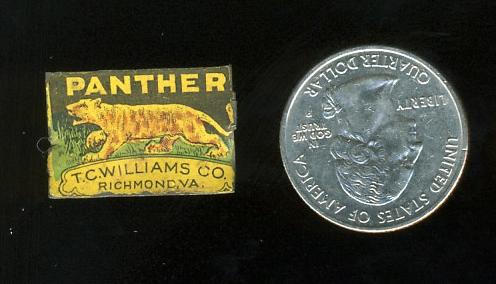 PANTHER
T.C.WILLIAMS CO.
RICHMOND,VA.
UNITED STATES OF AMERICA
LIBERTY
IN
GOD WE
TRUST
P
QUARTER DOLLAR